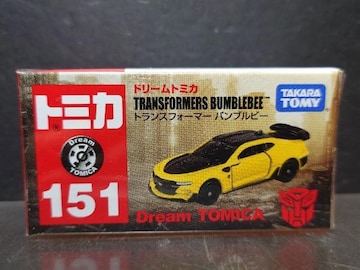 トミカ
Dream
TOMICA
151
ドリームトミカ
TRANSFORMERS BUMBLEBEE
トランスフォーマー バンブルビー
TAKARA
TOMY
Dream TOMICA